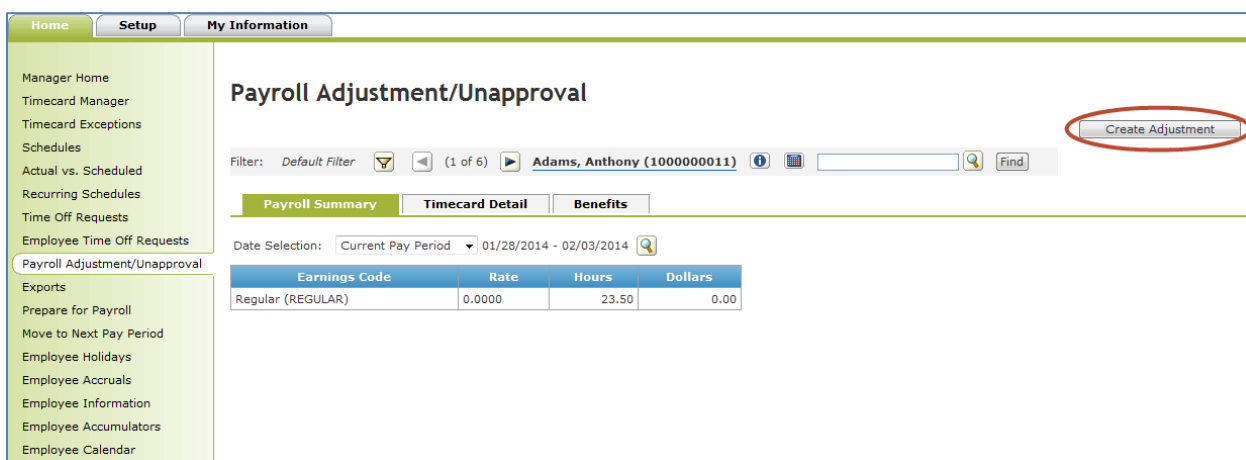 Home Setup My Information
Manager Home
Timecard Manager
Timecard Exceptions
Schedules
Actual vs. Scheduled
Recurring Schedules
Time Off Requests
Employee Time Off Requests
Payroll Adjustment/Unapproval
Exports
Prepare for Payroll
Move to Next Pay Period
Employee Holidays
Employee Accruals
Employee Information
Employee Accumulators
Employee Calendar
Payroll Adjustment/Unapproval
Create Adjustment
Filter: Default Filter (1 of 6) Adams, Anthony (1000000011) Find
Payroll Summary Timecard Detail Benefits
Date Selection: Current Pay Period 01/28/2014 - 02/03/2014
Earnings Code Rate Hours Dollars
Regular (REGULAR) 0.0000 23.50 0.00